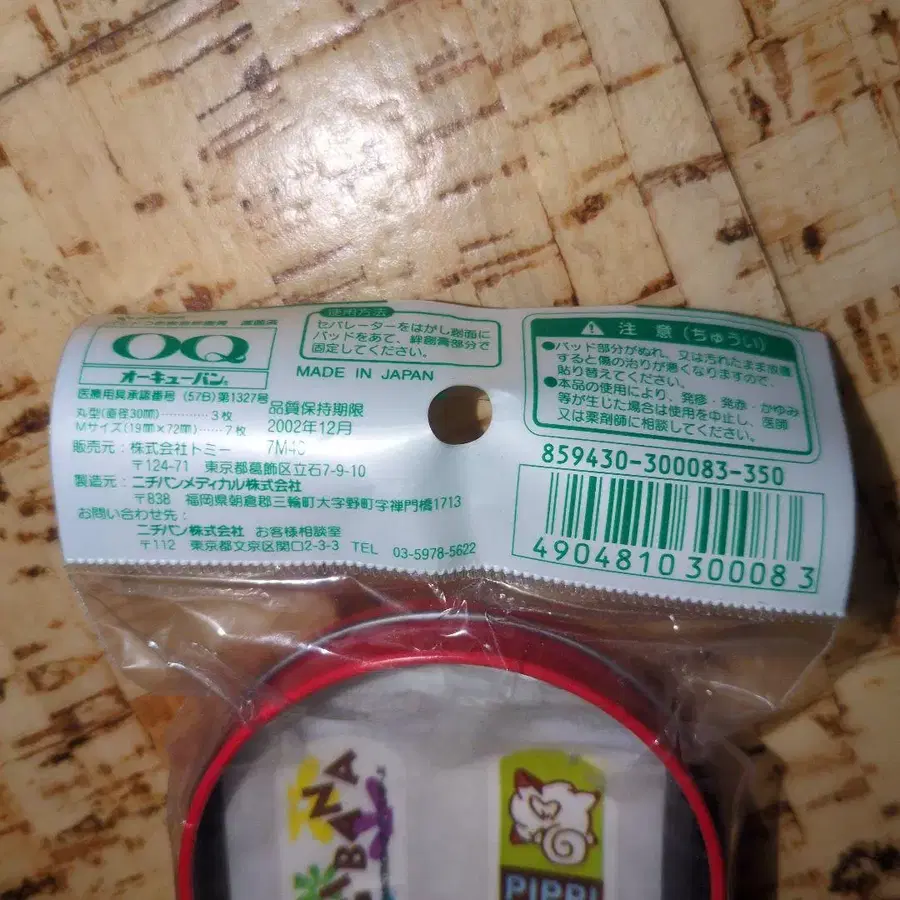 OQ
オーキューバン®
医療用具承認番号 (57B)第1327号
丸型(直径30mm)…………3枚
Mサイズ(19mm×72mm)……7枚
品質保持期限
2002年12月
販売元:株式会社トミー
〒124-71 東京都葛飾区立石7-9-10
製造元:ニチバンメディカル株式会社
〒838 福岡県朝倉郡三輪町大字野町字禅門橋1713
お問い合わせ先:
ニチバン株式会社 お客様相談室
〒112 東京都文京区関口2-3-3 TEL 03-5978-5622
使用方法
セパレーターをはがし創面に
パッドをあて、絆創膏部分で
固定してください。
MADE IN JAPAN
注意(ちゅうい)
●パッド部分がぬれ、又は汚れたまま放置
すると傷の治りが悪くなりますので、
貼り替えてください。
●本品の使用により、発疹・発赤・かゆみ
等が生じた場合は使用を中止し、医師
又は薬剤師に相談してください。
859430-300083-350
4904810300083
PIPPI